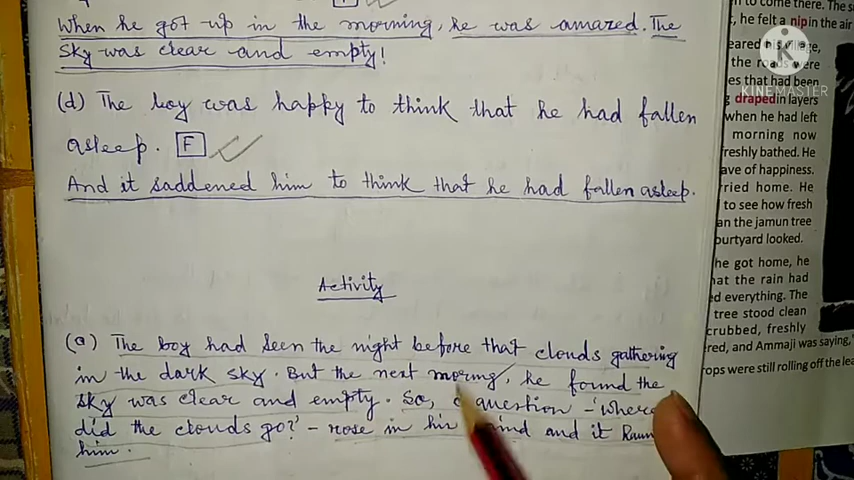 When he got up in the morning, he was amazed. The
sky was clear and empty!
(d) The boy was happy to think that he had fallen
asleep. F
And it saddened him to think that he had fallen asleep.
Activity
(a) The boy had seen the night before that clouds gathering
in the dark sky. But the next moring, he found the
sky was clear and empty. So, a question - 'Where
did the clouds go?' - rose in his mind and it
him.
to come there. The
, he felt a nip in the air
eared his village,
the roads were
es that had been
draped in layers
when he had left
morning now
freshly bathed. He
ave of happiness.
ried home. He
to see how fresh
an the jamun tree
ourtyard looked.
he got home, he
hat the rain had
ed everything. The
tree stood clean
crubbed, freshly
red, and Ammaji was saying,
rops were still rolling off the lea
KINEMASTER